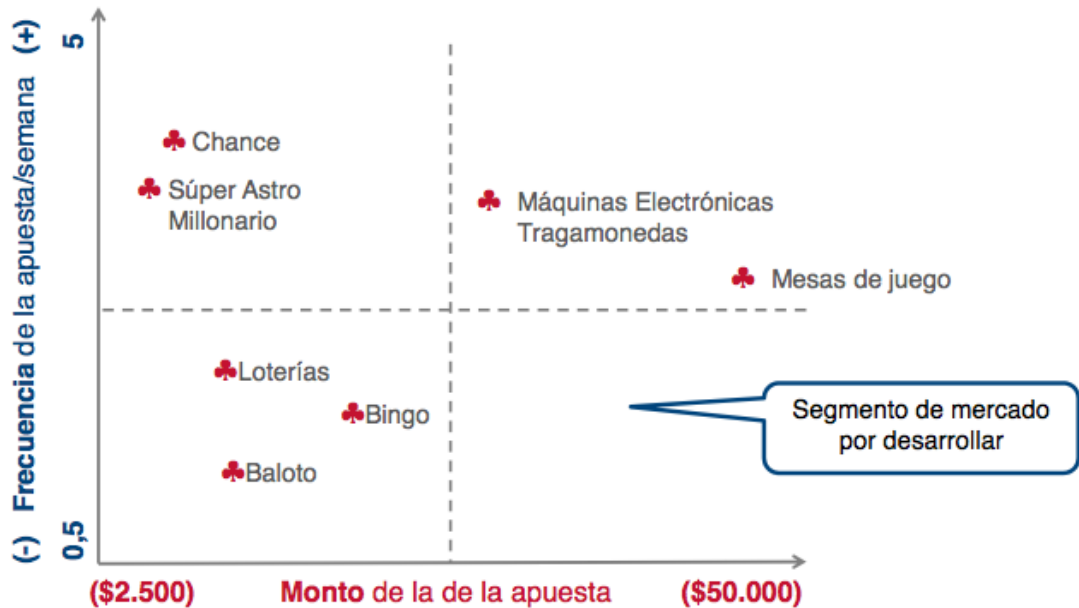 (-) Frecuencia de la apuesta/semana (+)
5
0,5
Chance
Súper Astro
Millonario
Máquinas Electrónicas
Tragamonedas
Mesas de juego
Loterías
Bingo
Baloto
Segmento de mercado
por desarrollar
($2.500) Monto de la de la apuesta ($50.000)